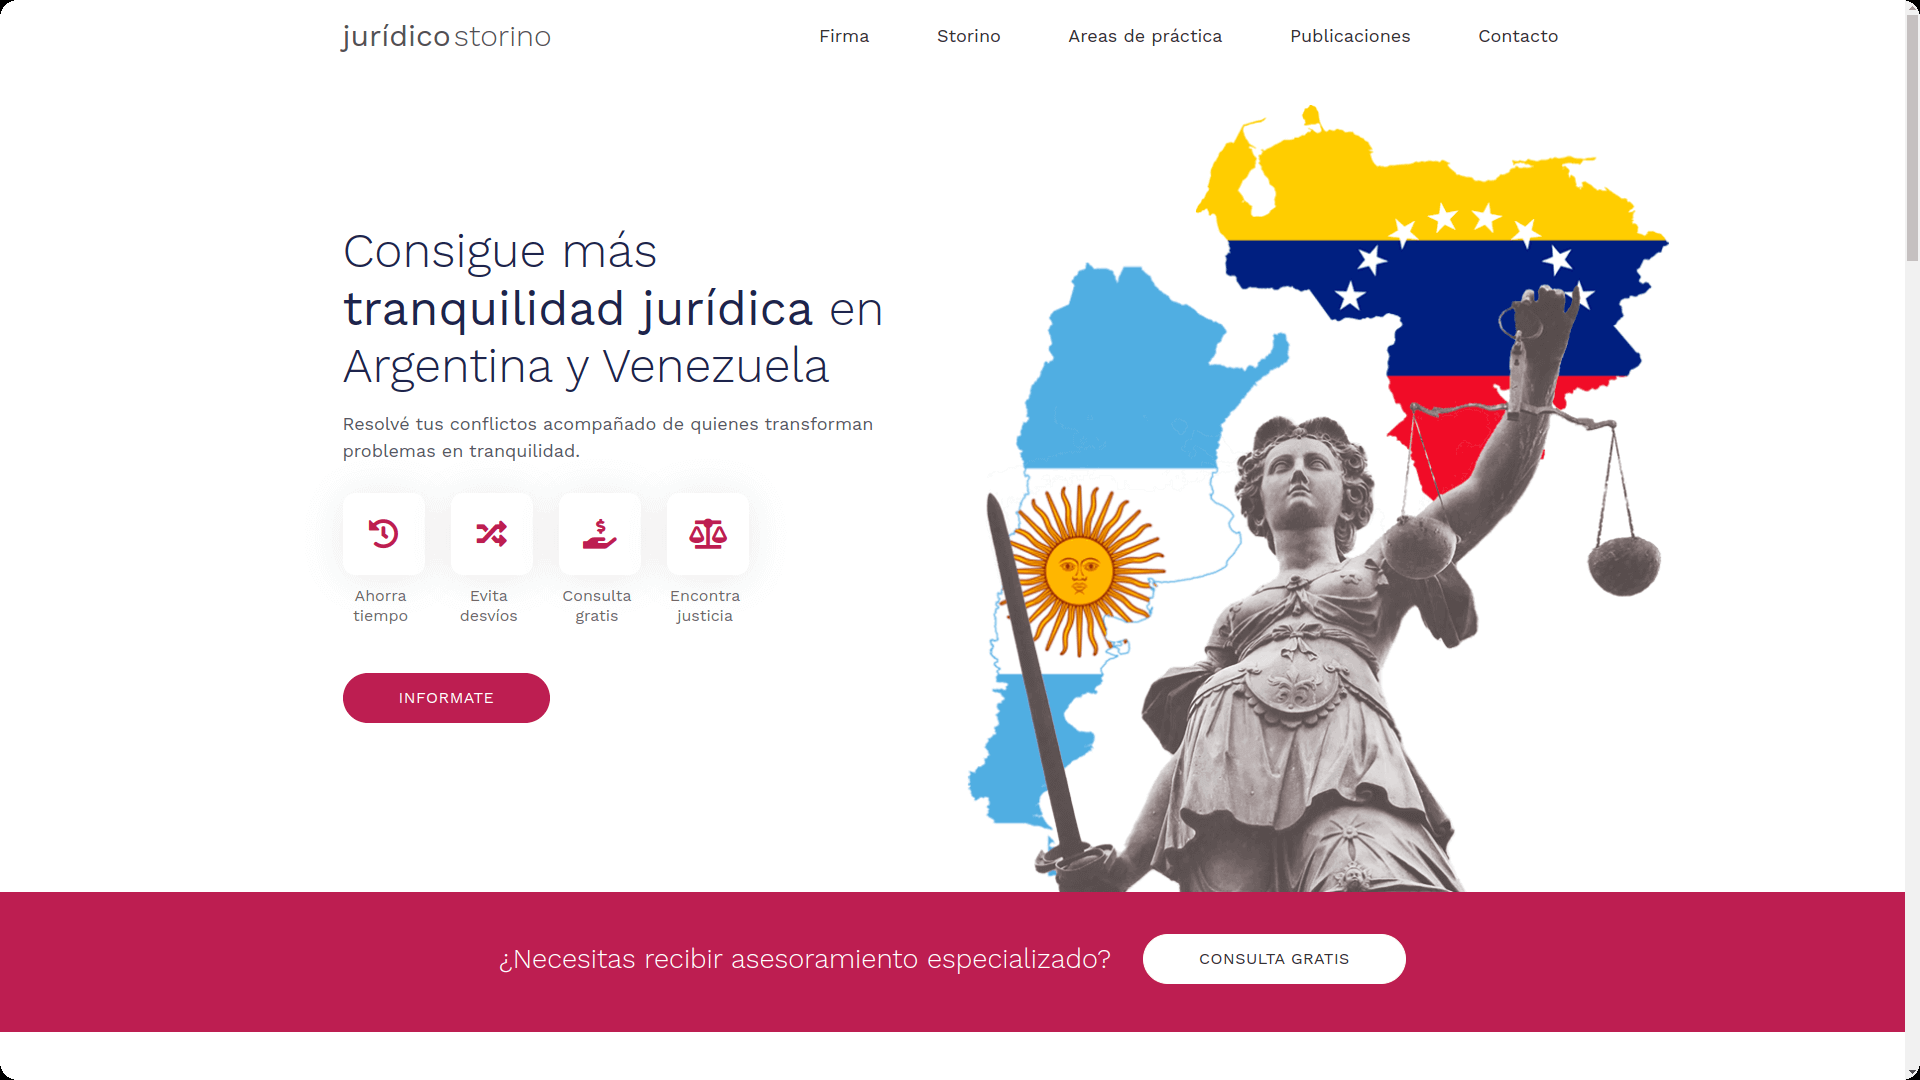 jurídico storino
Firma
Storino
Areas de práctica
Publicaciones
Contacto
Consigue más
tranquilidad jurídica en
Argentina y Venezuela
Resolvé tus conflictos acompañado de quienes transforman
problemas en tranquilidad.
Ahorra
tiempo
Evita
desvíos
Consulta
gratis
Encontra
justicia
INFORMATE
¿Necesitas recibir asesoramiento especializado?
CONSULTA GRATIS